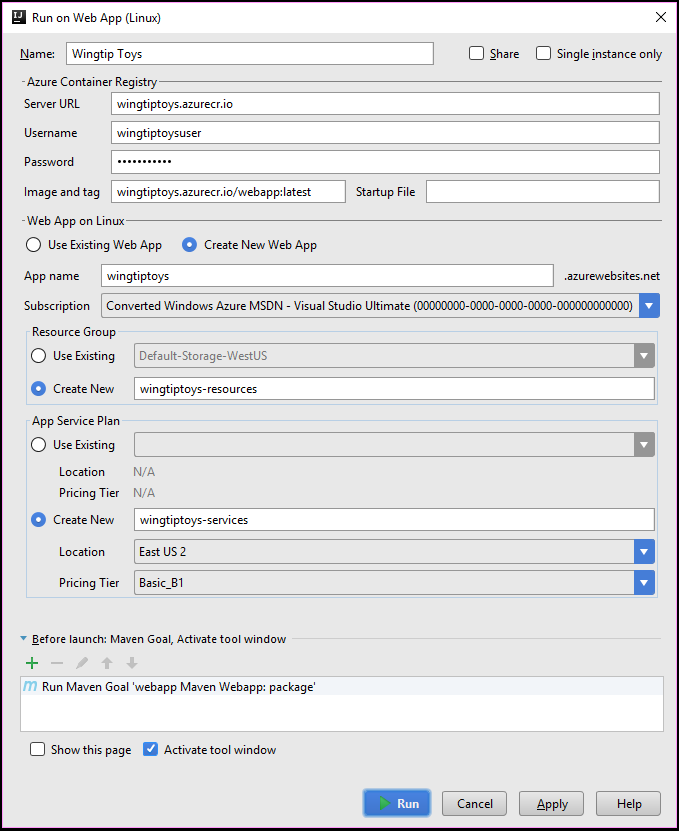 IJ Run on Web App (Linux)
Name: Wingtip Toys Share Single instance only
Azure Container Registry
Server URL wingtiptoys.azurecr.io
Username wingtiptoysuser
Password •••••••••••
Image and tag wingtiptoys.azurecr.io/webapp:latest Startup File
Web App on Linux
Use Existing Web App Create New Web App
App name wingtiptoys .azurewebsites.net
Subscription Converted Windows Azure MSDN - Visual Studio Ultimate (00000000-0000-0000-0000-000000000000)
Resource Group
Use Existing Default-Storage-WestUS
Create New wingtiptoys-resources
App Service Plan
Use Existing
Location N/A
Pricing Tier N/A
Create New wingtiptoys-services
Location East US 2
Pricing Tier Basic_B1
Before launch: Maven Goal, Activate tool window
m Run Maven Goal 'webapp Maven Webapp: package'
Show this page Activate tool window
Run Cancel Apply Help